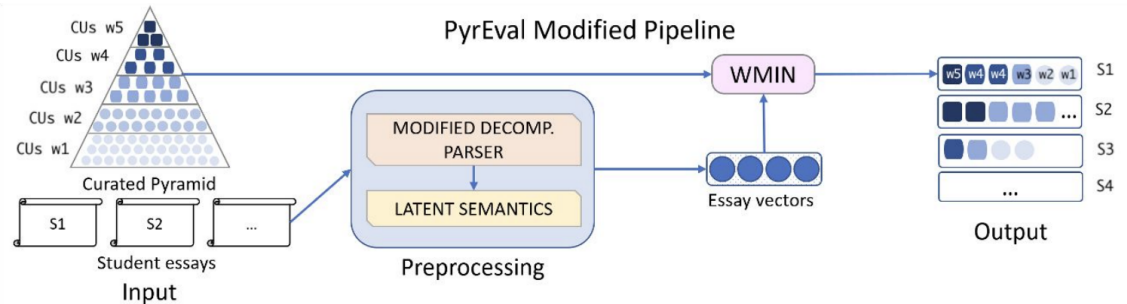 PyrEval Modified Pipeline
CUs w5
CUs w4
CUs w3
CUs w2
CUs w1
Curated Pyramid
S1
S2
...
Student essays
Input
MODIFIED DECOMP.
PARSER
LATENT SEMANTICS
Preprocessing
WMIN
Essay vectors
w5 w4 w4 w3 w2 w1 S1
... S2
S3
... S4
Output